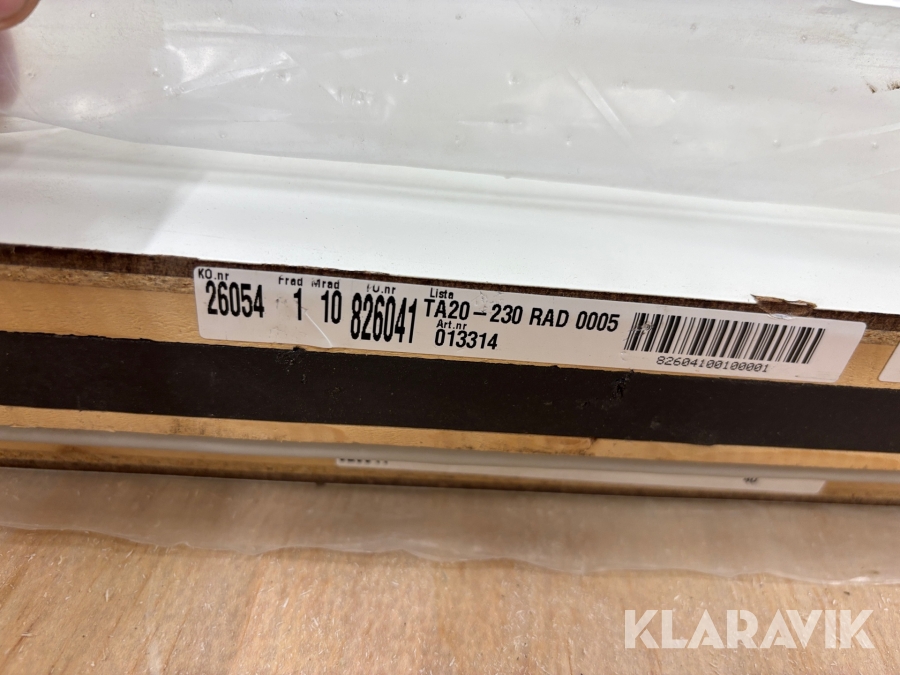 KO.nr Frad Mrad TO.nr Lista
26054 1 10 826041 TA20-230 RAD 0005
Art.nr
013314
82604100100001
KLARAVIK